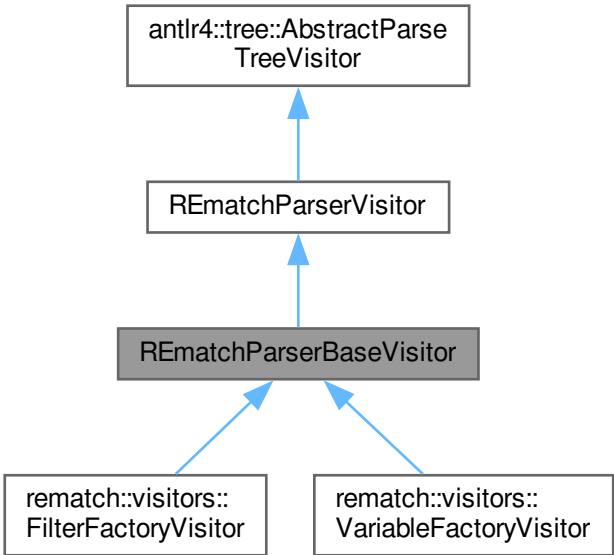 antlr4::tree::AbstractParse
TreeVisitor
REmatchParserVisitor
REmatchParserBaseVisitor
rematch::visitors::
FilterFactoryVisitor
rematch::visitors::
VariableFactoryVisitor